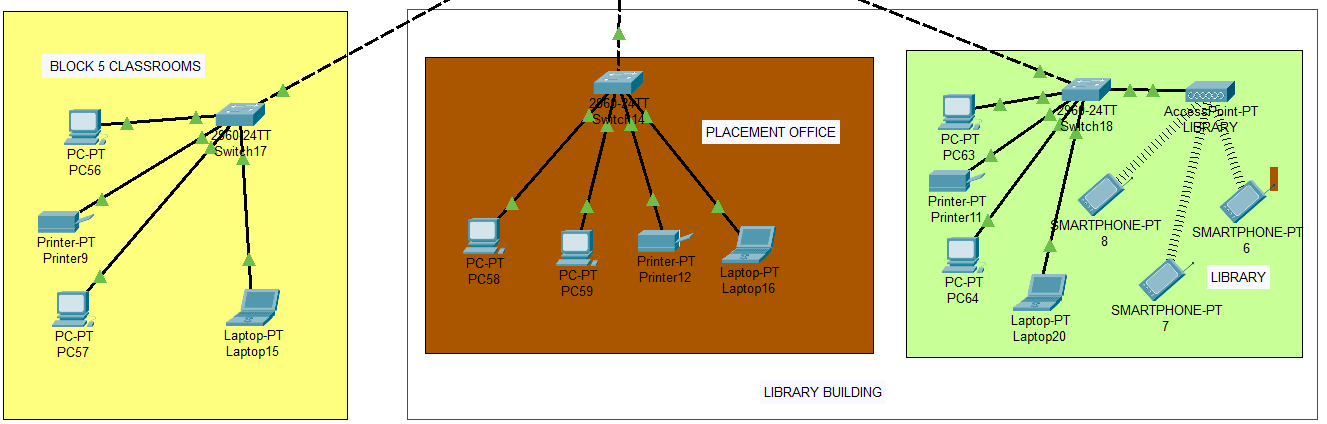 BLOCK 5 CLASSROOMS
2960-24TT
Switch17
PC-PT
PC56
Printer-PT
Printer9
PC-PT
PC57
Laptop-PT
Laptop15
2960-24TT
Switch14
PLACEMENT OFFICE
PC-PT
PC58
PC-PT
PC59
Printer-PT
Printer12
Laptop-PT
Laptop16
2960-24TT
Switch18
AccessPoint-PT
LIBRARY
PC-PT
PC63
Printer-PT
Printer11
PC-PT
PC64
Laptop-PT
Laptop20
SMARTPHONE-PT
8
SMARTPHONE-PT
6
SMARTPHONE-PT
7
LIBRARY
LIBRARY BUILDING